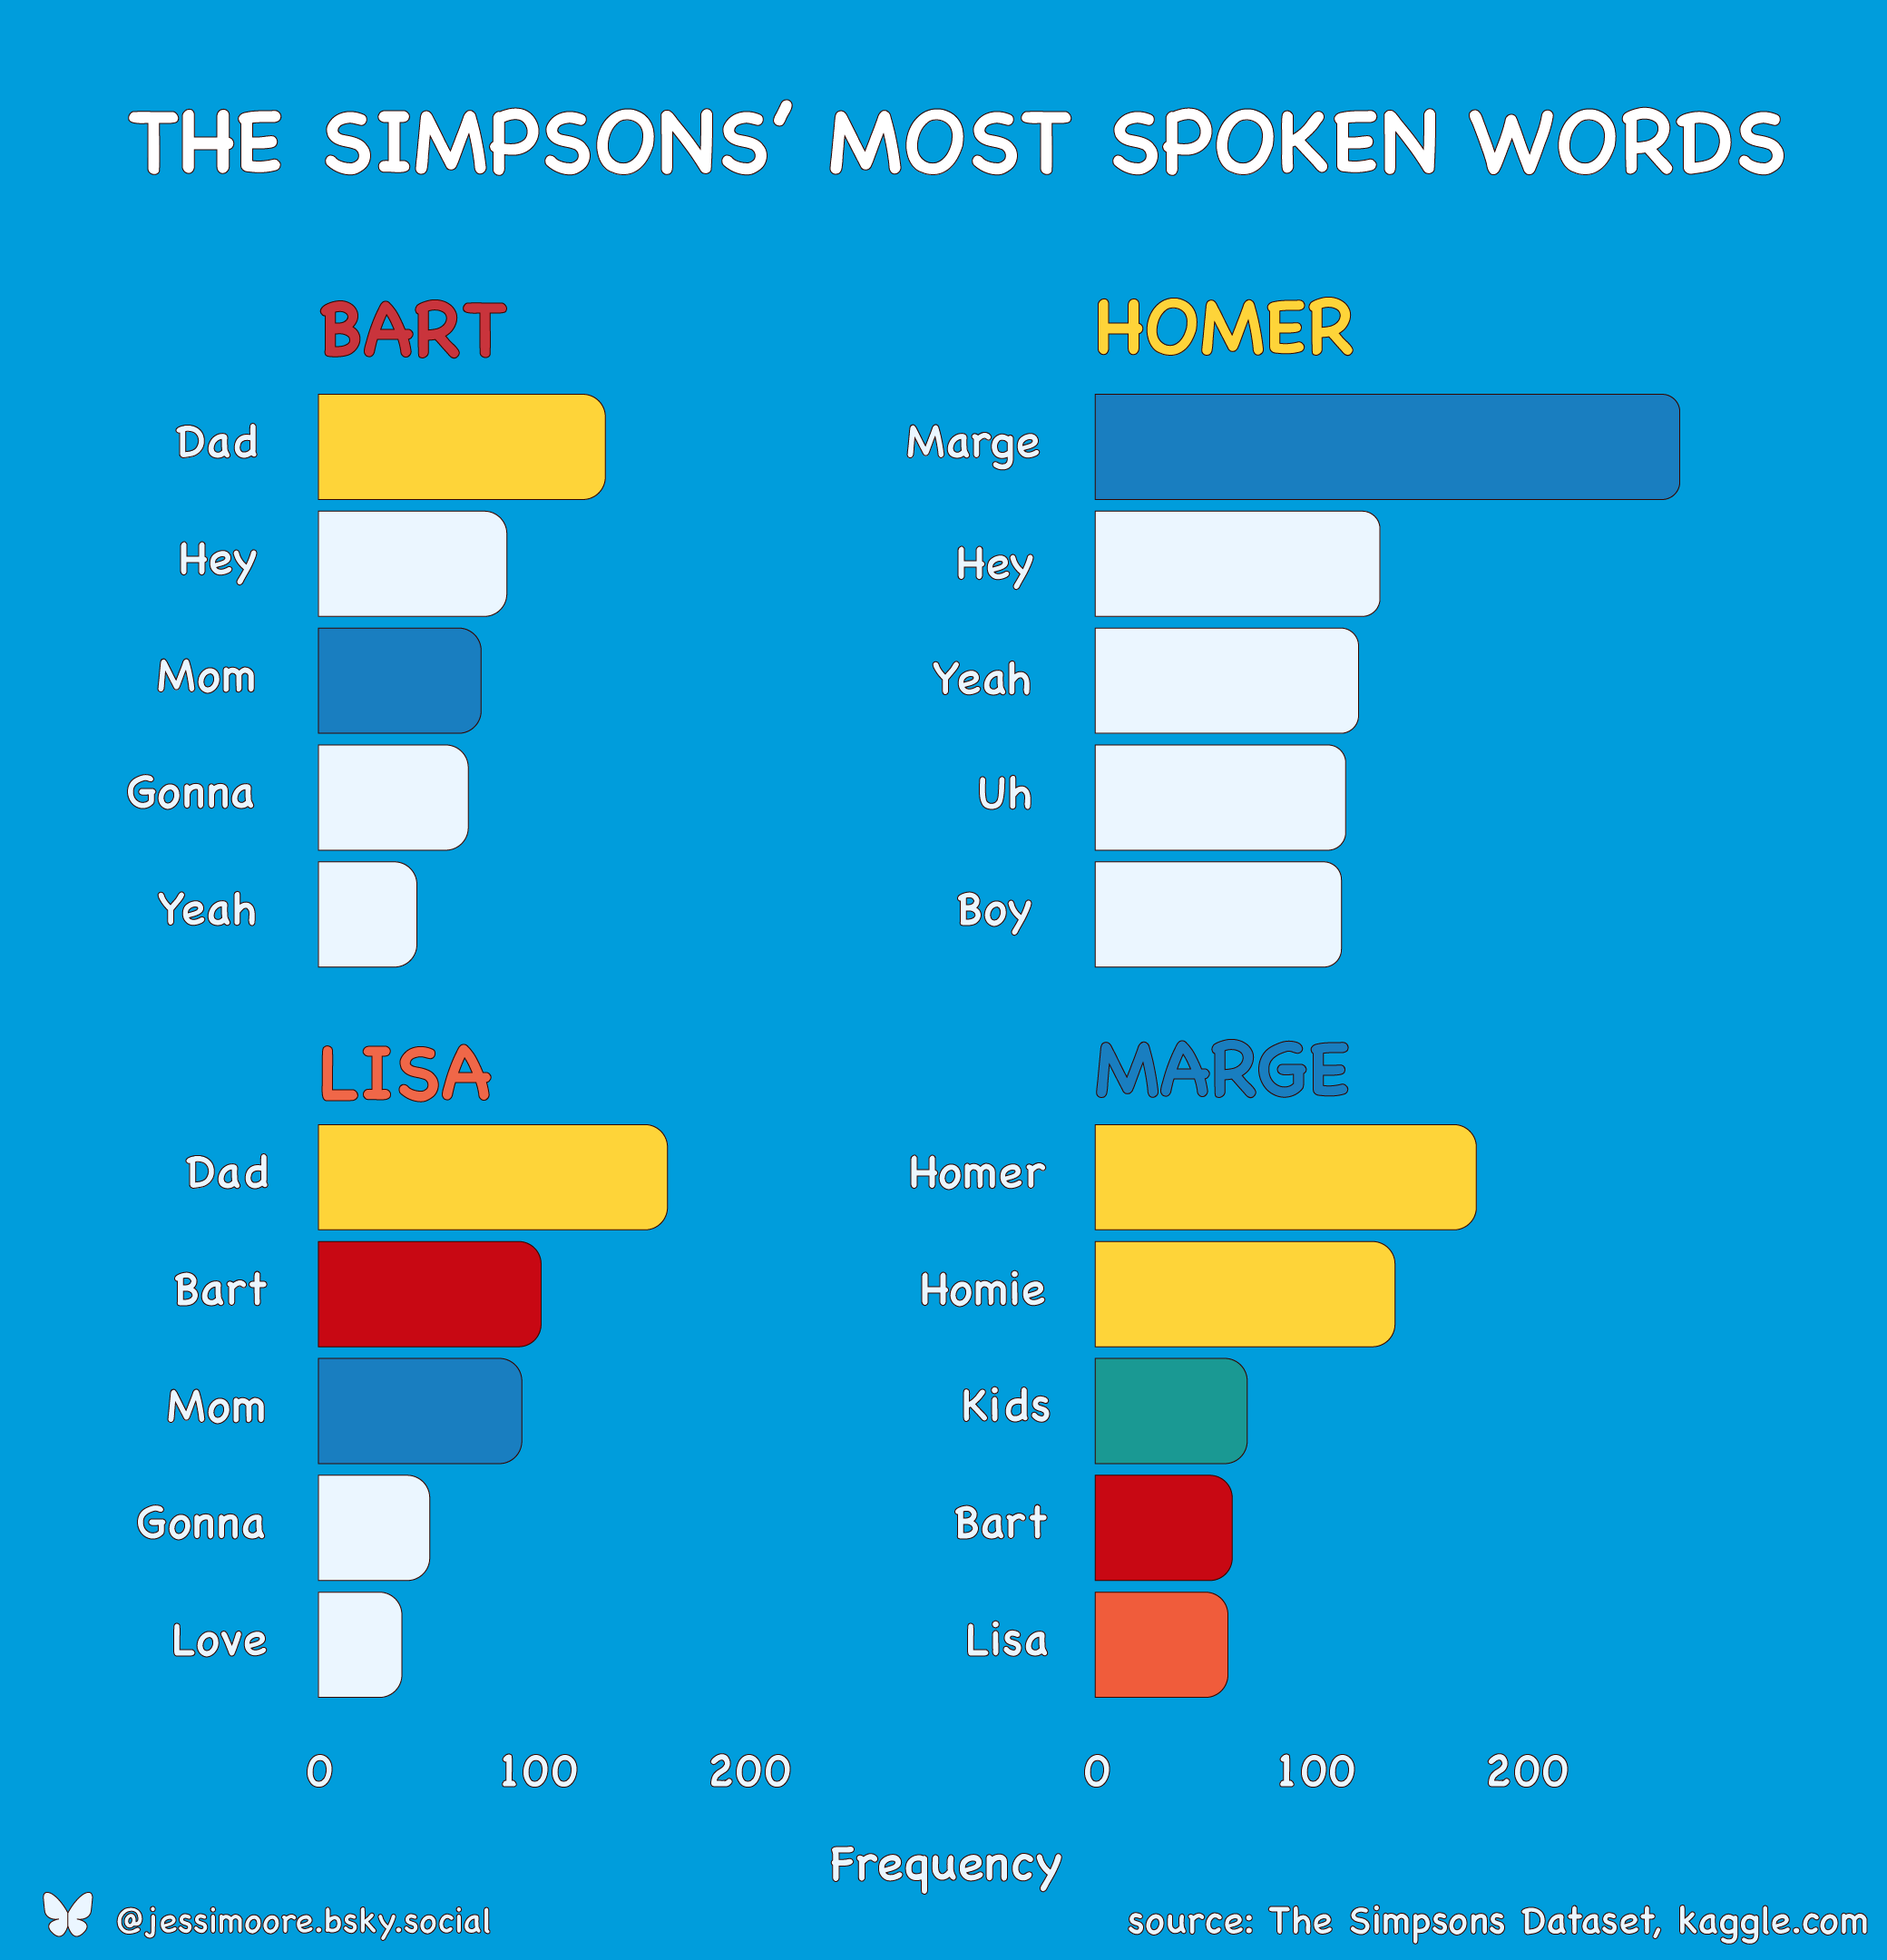 THE SIMPSONS’ MOST SPOKEN WORDS
BART
Dad
Hey
Mom
Gonna
Yeah
HOMER
Marge
Hey
Yeah
Uh
Boy
LISA
Dad
Bart
Mom
Gonna
Love
0 100 200
MARGE
Homer
Homie
Kids
Bart
Lisa
0 100 200
Frequency
@jessimoore.bsky.social
source: The Simpsons Dataset, kaggle.com